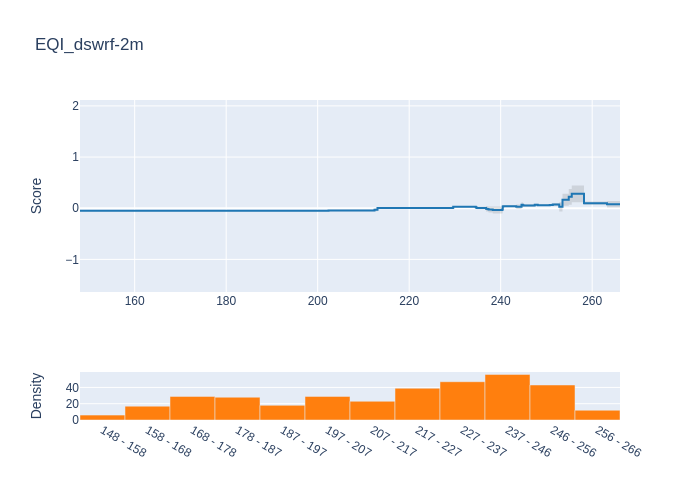 EQI_dswrf-2m
Score
2
1
0
−1
160
180
200
220
240
260
Density
40
20
0
148 - 158
158 - 168
168 - 178
178 - 187
187 - 197
197 - 207
207 - 217
217 - 227
227 - 237
237 - 246
246 - 256
256 - 266